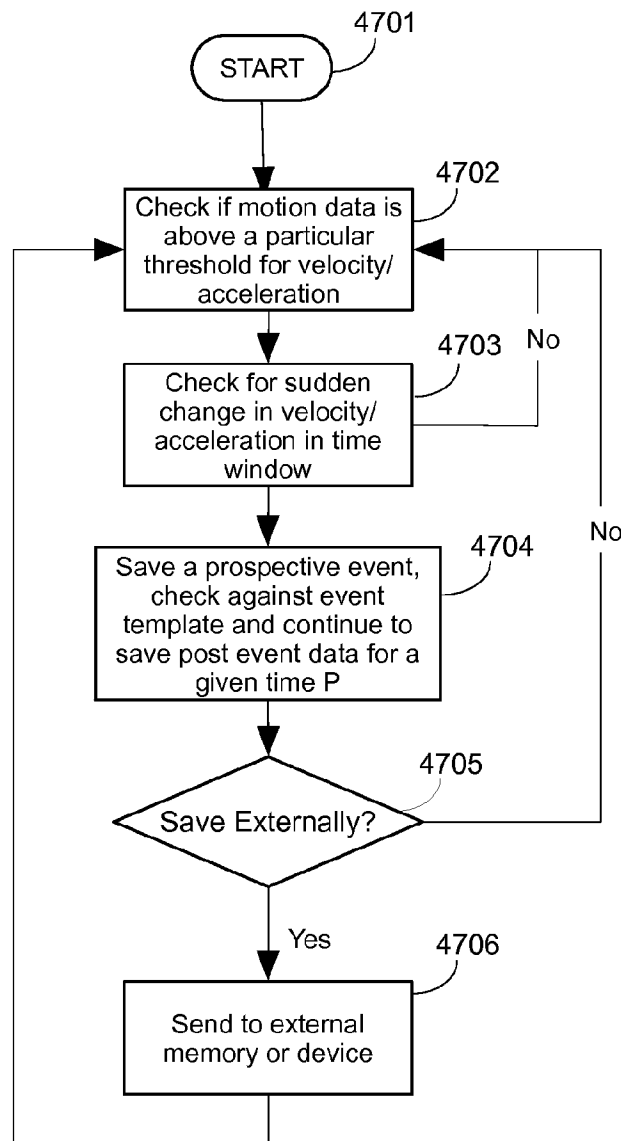 4701
START
4702
Check if motion data is
above a particular
threshold for velocity/
acceleration
4703
No
Check for sudden
change in velocity/
acceleration in time
window
No
4704
Save a prospective event,
check against event
template and continue to
save post event data for a
given time P
4705
Save Externally?
Yes
4706
Send to external
memory or device